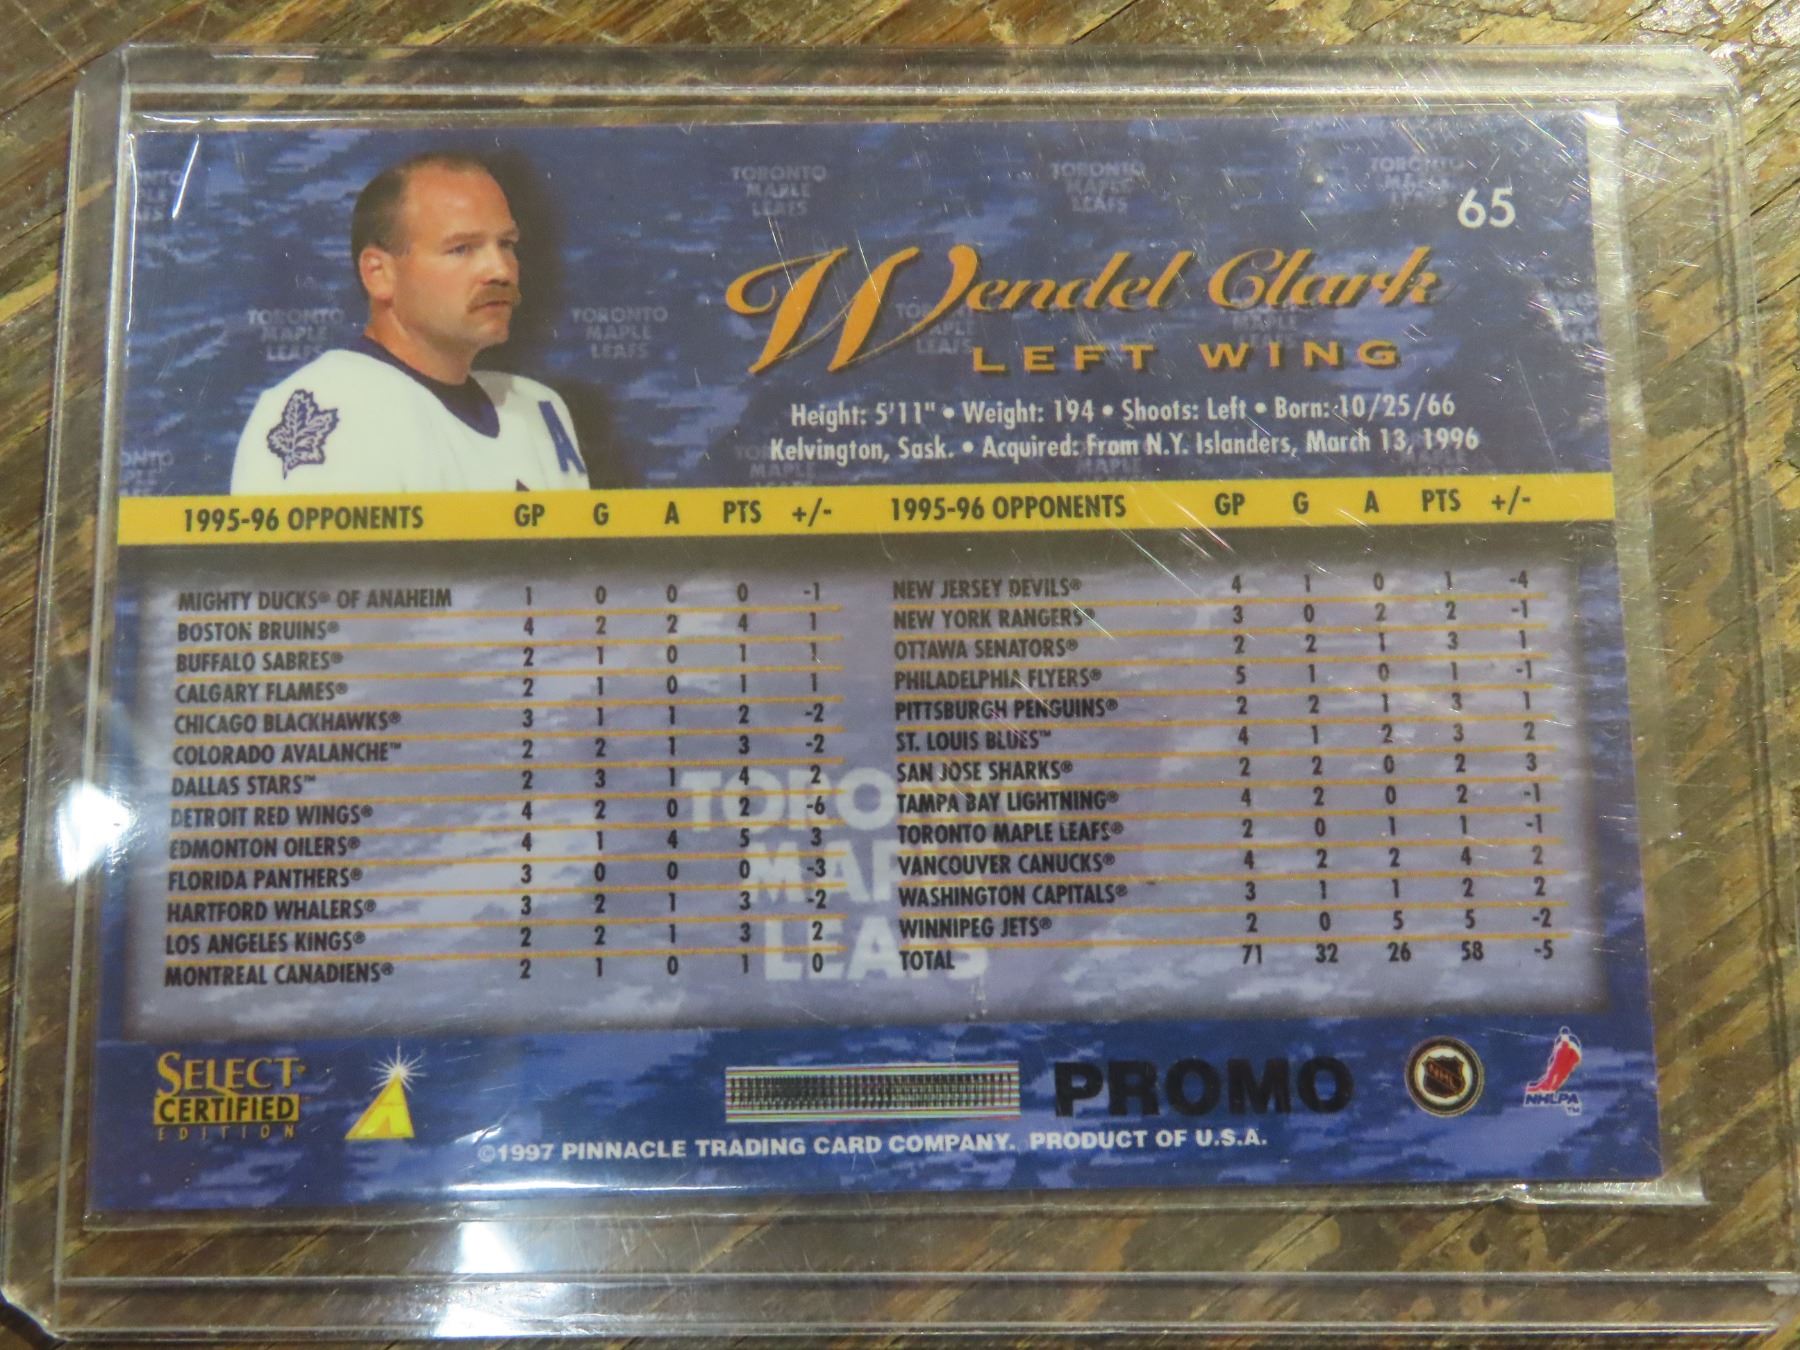 65
Wendel Clark
LEFT WING
Height: 5'11" • Weight: 194 • Shoots: Left • Born: 10/25/66
Kelvington, Sask. • Acquired: From N.Y. Islanders, March 13, 1996
TORONTO
MAPLE
LEAFS
A
1995-96 OPPONENTS GP G A PTS +/-
MIGHTY DUCKS® OF ANAHEIM 1 0 0 0 -1
BOSTON BRUINS® 4 2 2 4 1
BUFFALO SABRES® 2 1 0 1 1
CALGARY FLAMES® 2 1 0 1 1
CHICAGO BLACKHAWKS® 3 1 1 2 -2
COLORADO AVALANCHE™ 2 2 1 3 -2
DALLAS STARS™ 2 3 1 4 2
DETROIT RED WINGS® 4 2 0 2 -6
EDMONTON OILERS® 4 1 4 5 3
FLORIDA PANTHERS® 3 0 0 0 -3
HARTFORD WHALERS® 3 2 1 3 -2
LOS ANGELES KINGS® 2 2 1 3 2
MONTREAL CANADIENS® 2 1 0 1 0
1995-96 OPPONENTS GP G A PTS +/-
NEW JERSEY DEVILS® 4 1 0 1 -4
NEW YORK RANGERS® 3 0 2 2 -1
OTTAWA SENATORS® 2 2 1 3 1
PHILADELPHIA FLYERS® 5 1 0 1 -1
PITTSBURGH PENGUINS® 2 2 1 3 1
ST. LOUIS BLUES™ 4 1 2 3 2
SAN JOSE SHARKS® 2 2 0 2 3
TAMPA BAY LIGHTNING® 4 2 0 2 -1
TORONTO MAPLE LEAFS® 2 0 1 1 -1
VANCOUVER CANUCKS® 4 2 2 4 2
WASHINGTON CAPITALS® 3 1 1 2 2
WINNIPEG JETS® 2 0 5 5 -2
TOTAL 71 32 26 58 -5
TORONTO
MAPLE
LEAFS
SELECT
CERTIFIED
EDITION
PROMO
NHL
NHLPA
™
©1997 PINNACLE TRADING CARD COMPANY. PRODUCT OF U.S.A.